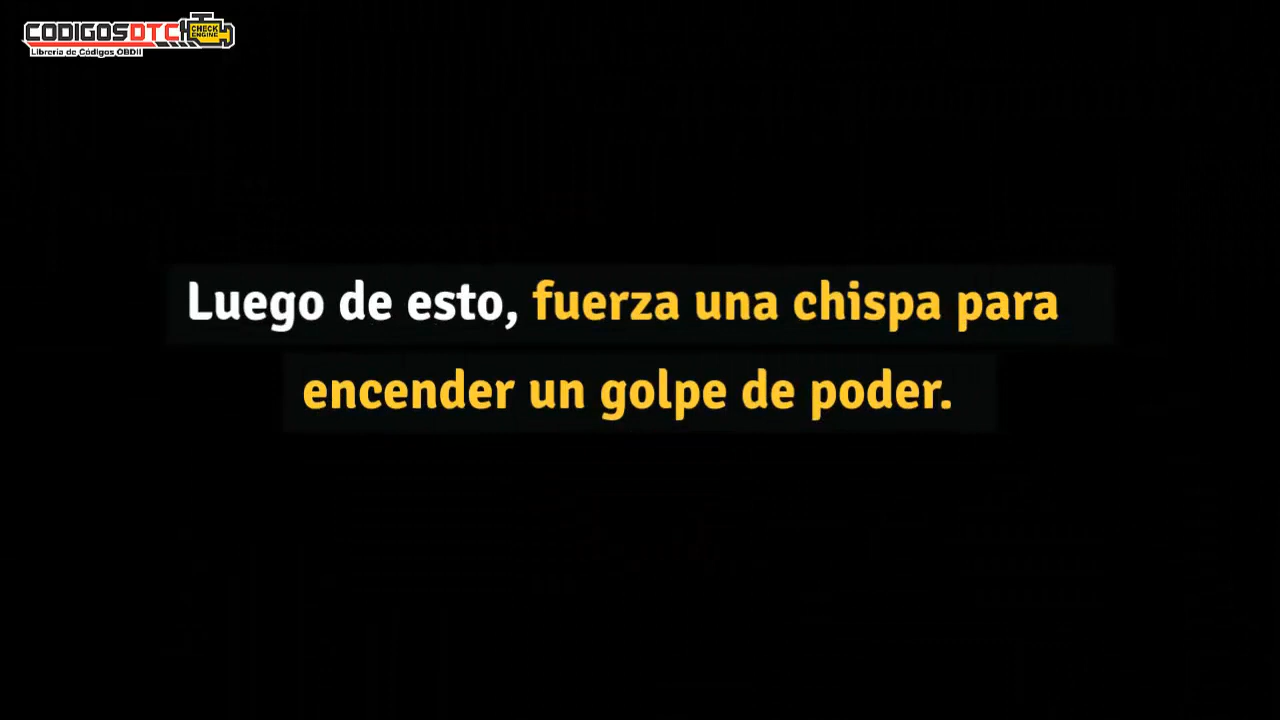 CODIGOSDTC
CHECK
ENGINE
Librería de Códigos OBDII
Luego de esto, fuerza una chispa para
encender un golpe de poder.